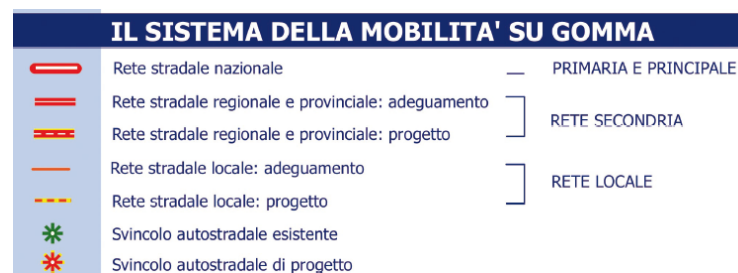 IL SISTEMA DELLA MOBILITA' SU GOMMA
Rete stradale nazionale
PRIMARIA E PRINCIPALE
Rete stradale regionale e provinciale: adeguamento
RETE SECONDRIA
Rete stradale regionale e provinciale: progetto
Rete stradale locale: adeguamento
RETE LOCALE
Rete stradale locale: progetto
Svincolo autostradale esistente
Svincolo autostradale di progetto